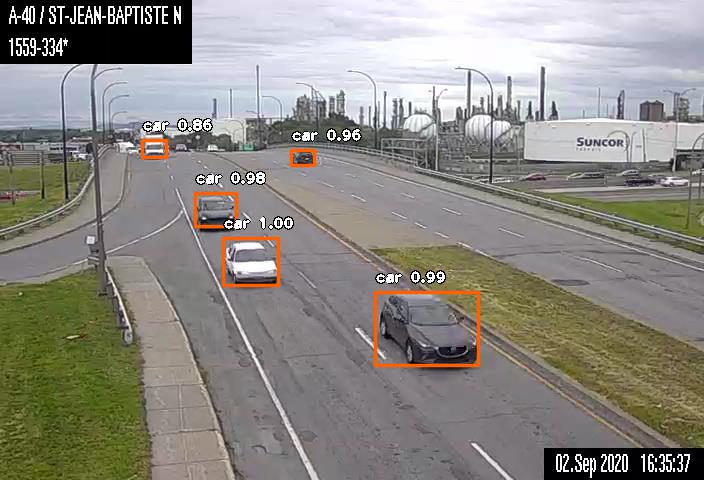 A-40 / ST-JEAN-BAPTISTE N
1559-334*
car 0.86
car 0.96
SUNCOR
car 0.98
car 1.00
car 0.99
02.Sep 2020 16:35:37